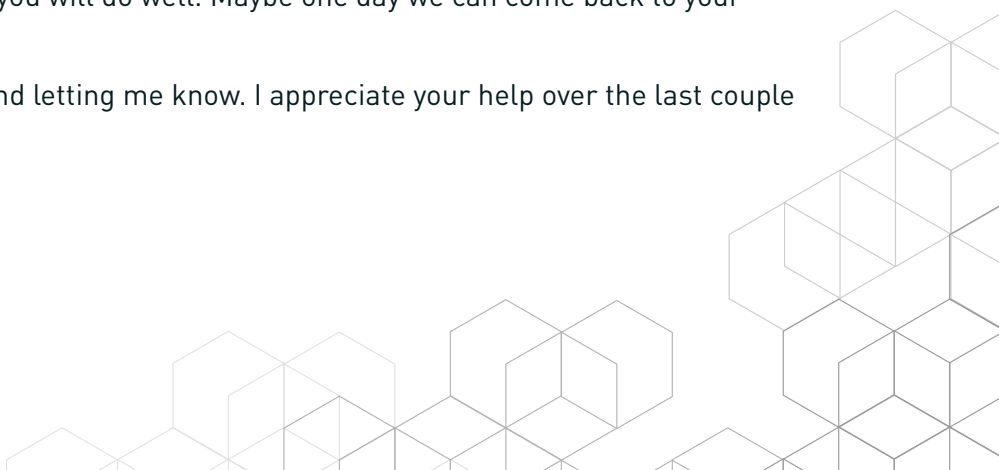 you will do well. Maybe one day we can come back to your
nd letting me know. I appreciate your help over the last couple